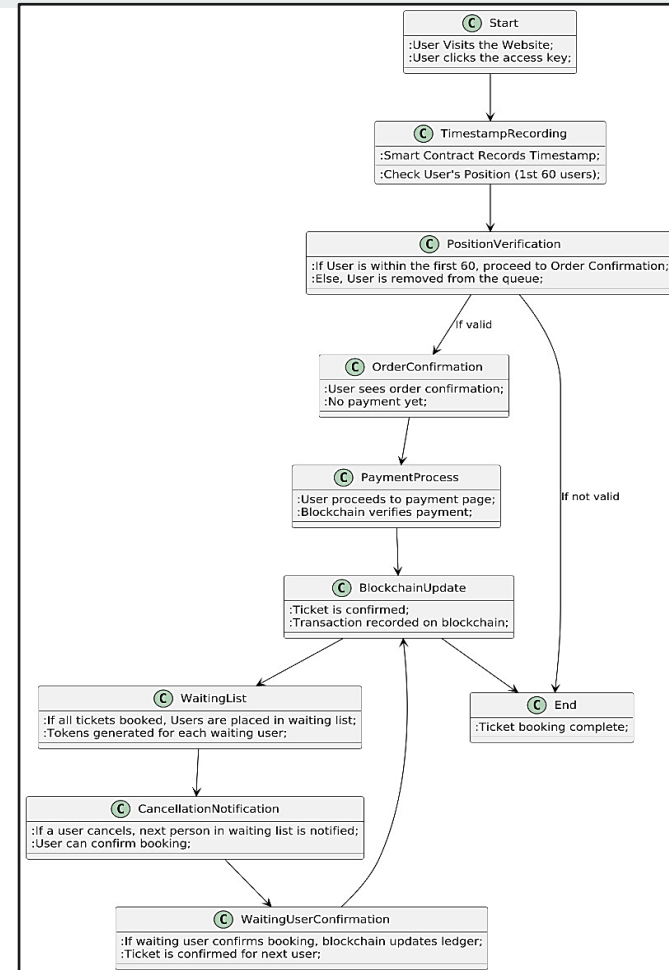 C Start
:User Visits the Website;
:User clicks the access key;
C TimestampRecording
:Smart Contract Records Timestamp;
:Check User's Position (1st 60 users);
C PositionVerification
:If User is within the first 60, proceed to Order Confirmation;
:Else, User is removed from the queue;
If valid
C OrderConfirmation
:User sees order confirmation;
:No payment yet;
C PaymentProcess
:User proceeds to payment page;
:Blockchain verifies payment;
If not valid
C BlockchainUpdate
:Ticket is confirmed;
:Transaction recorded on blockchain;
C WaitingList
:If all tickets booked, Users are placed in waiting list;
:Tokens generated for each waiting user;
C End
:Ticket booking complete;
C CancellationNotification
:If a user cancels, next person in waiting list is notified;
:User can confirm booking;
C WaitingUserConfirmation
:If waiting user confirms booking, blockchain updates ledger;
:Ticket is confirmed for next user;